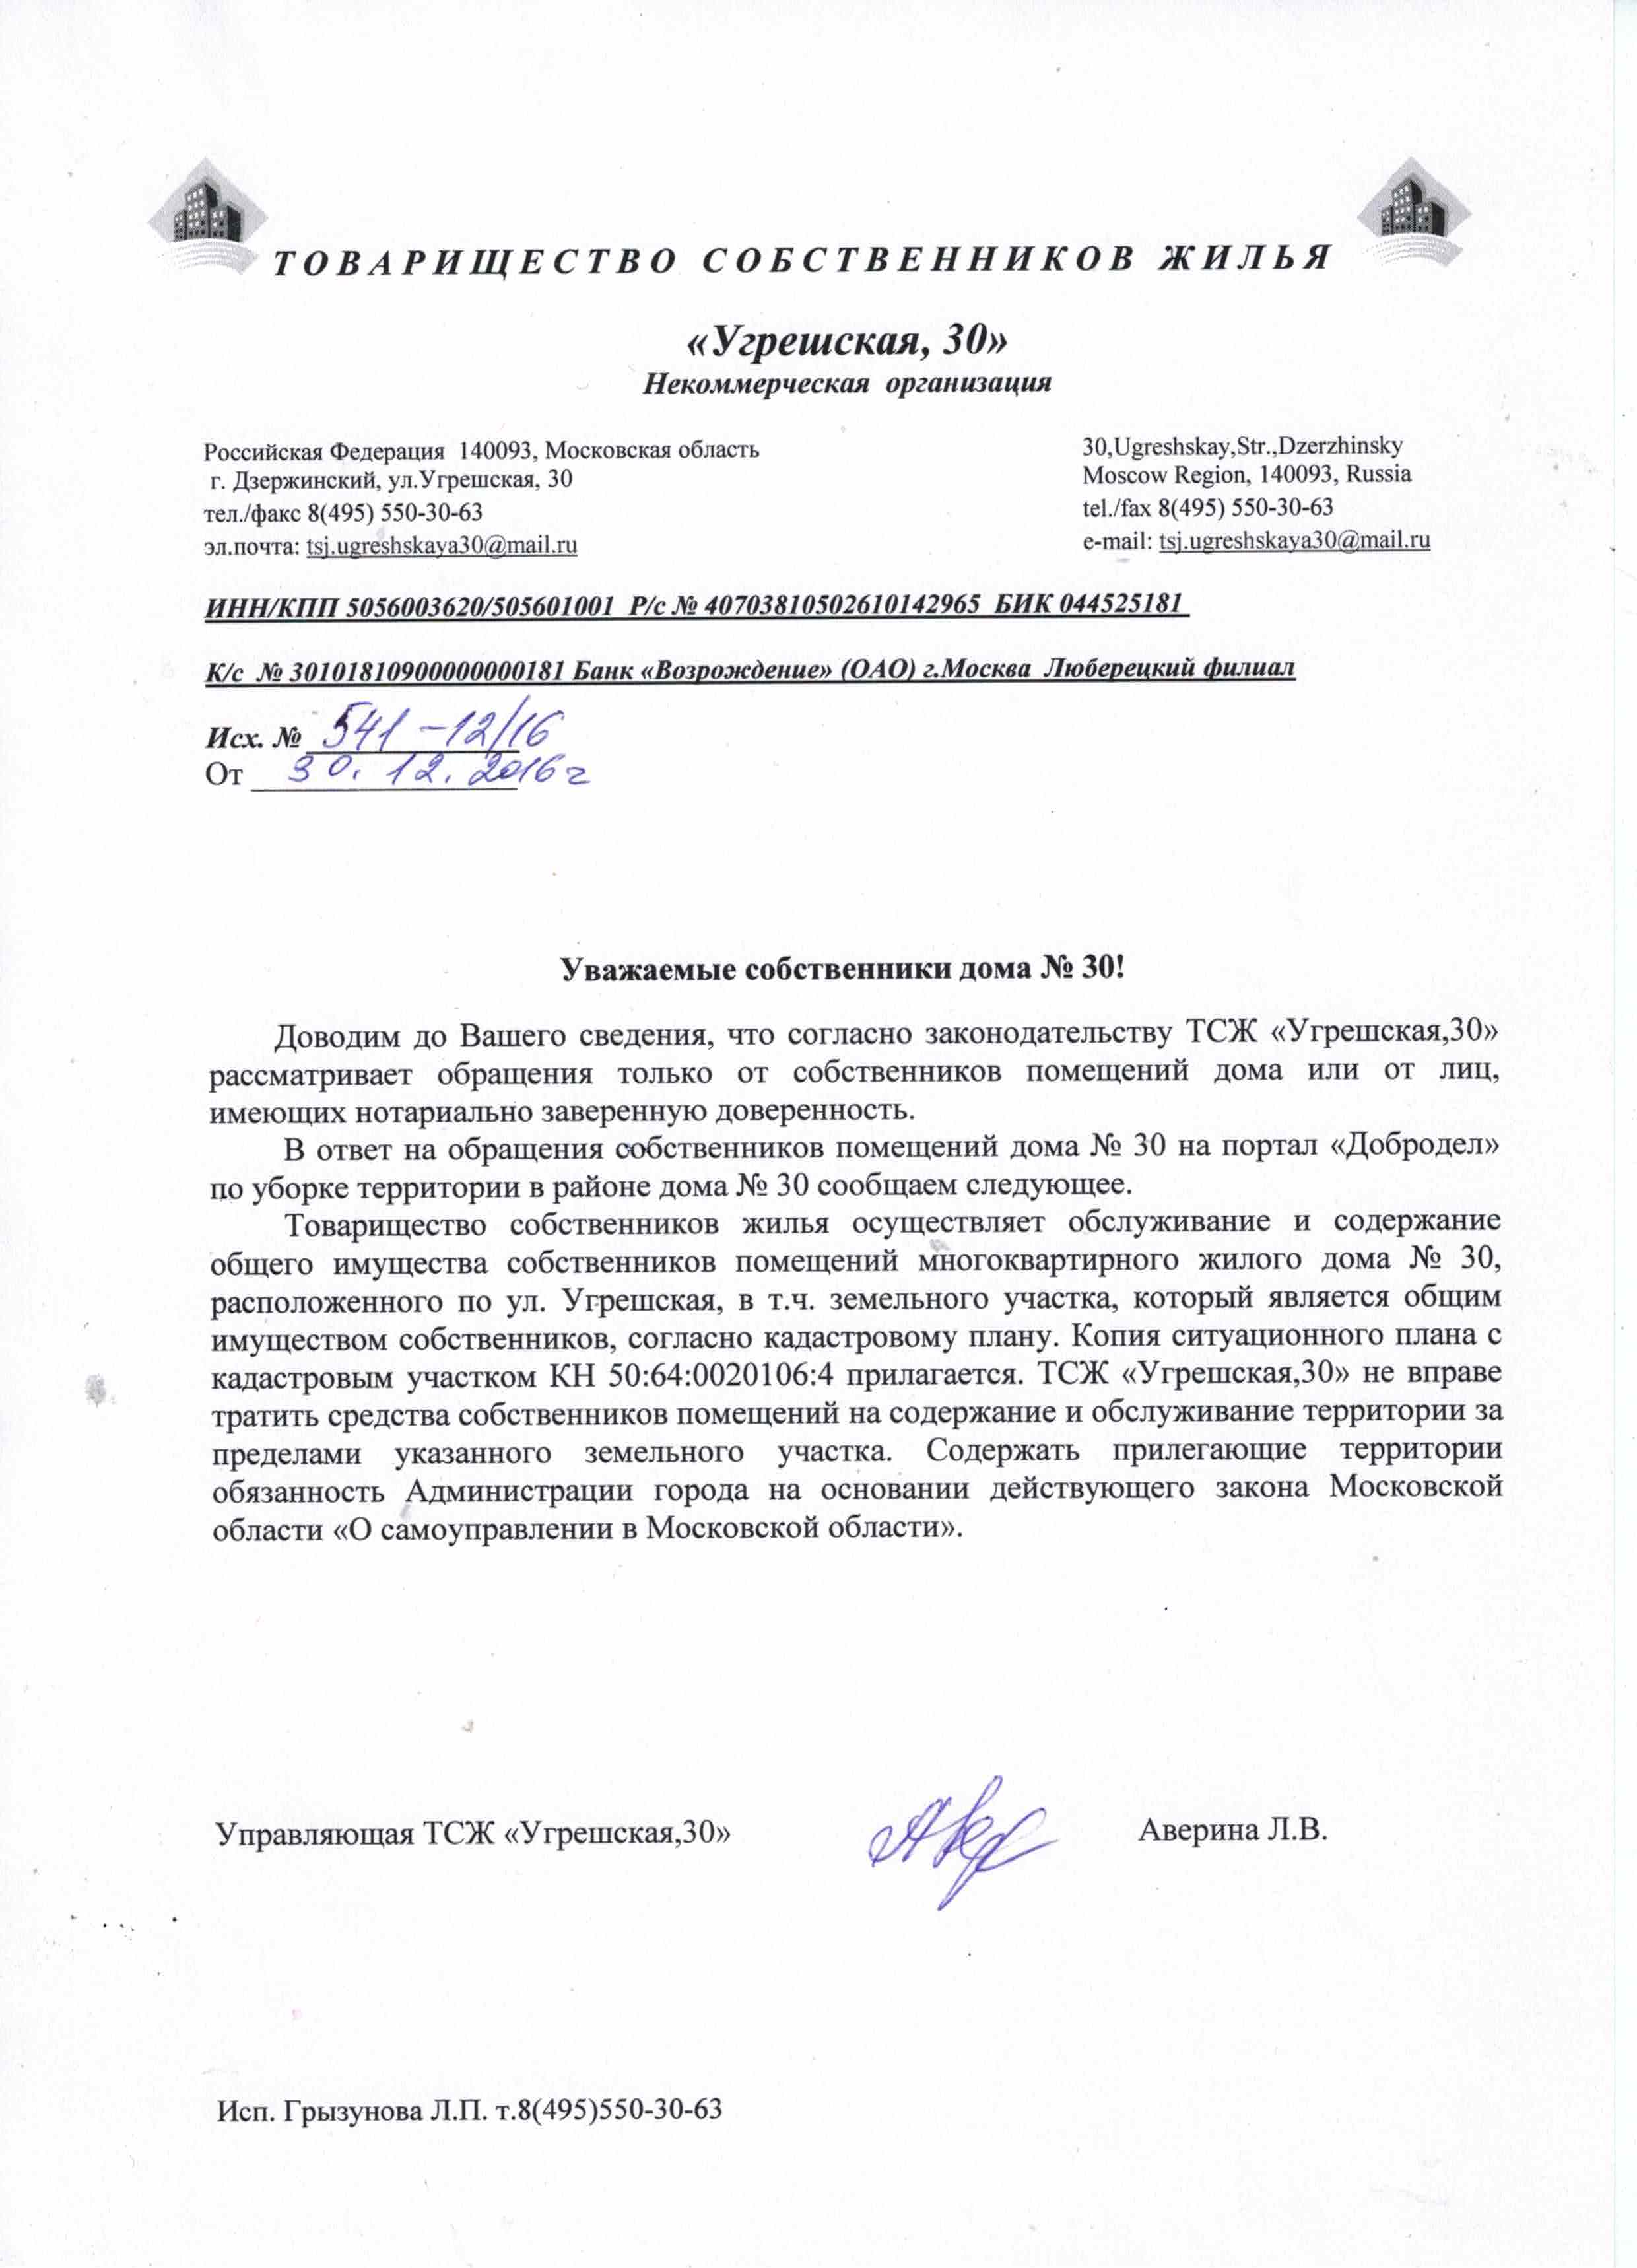 ТОВАРИЩЕСТВО СОБСТВЕННИКОВ ЖИЛЬЯ
«Угрешская, 30»
Некоммерческая организация
Российская Федерация 140093, Московская область
г. Дзержинский, ул.Угрешская, 30
тел./факс 8(495) 550-30-63
эл.почта: tsj.ugreshskaya30@mail.ru
30,Ugreshskay,Str.,Dzerzhinsky
Moscow Region, 140093, Russia
tel./fax 8(495) 550-30-63
e-mail: tsj.ugreshskaya30@mail.ru
ИНН/КПП 5056003620/505601001 Р/с № 40703810502610142965 БИК 044525181
К/с № 30101810900000000181 Банк «Возрождение» (ОАО) г.Москва Люберецкий филиал
Исх. № 541-12/16
От 30.12.2016г
Уважаемые собственники дома № 30!
Доводим до Вашего сведения, что согласно законодательству ТСЖ «Угрешская,30»
рассматривает обращения только от собственников помещений дома или от лиц,
имеющих нотариально заверенную доверенность.
В ответ на обращения собственников помещений дома № 30 на портал «Добродел»
по уборке территории в районе дома № 30 сообщаем следующее.
Товарищество собственников жилья осуществляет обслуживание и содержание
общего имущества собственников помещений многоквартирного жилого дома № 30,
расположенного по ул. Угрешская, в т.ч. земельного участка, который является общим
имуществом собственников, согласно кадастровому плану. Копия ситуационного плана с
кадастровым участком КН 50:64:0020106:4 прилагается. ТСЖ «Угрешская,30» не вправе
тратить средства собственников помещений на содержание и обслуживание территории за
пределами указанного земельного участка. Содержать прилегающие территории
обязанность Администрации города на основании действующего закона Московской
области «О самоуправлении в Московской области».
Управляющая ТСЖ «Угрешская,30»
Аверина Л.В.
Исп. Грызунова Л.П. т.8(495)550-30-63